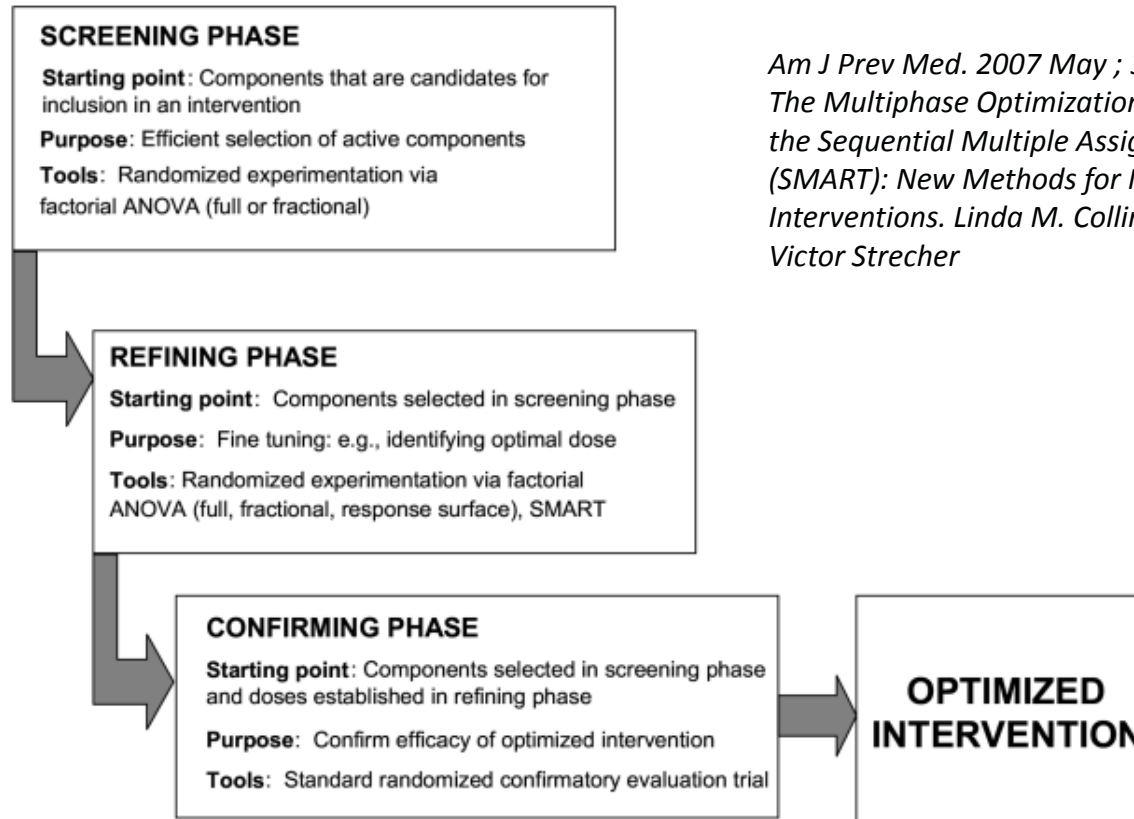 SCREENING PHASE
Starting point: Components that are candidates for
inclusion in an intervention
Purpose: Efficient selection of active components
Tools: Randomized experimentation via
factorial ANOVA (full or fractional)
Am J Prev Med. 2007 May ;
The Multiphase Optimization
the Sequential Multiple
(SMART): New Methods for
Interventions. Linda M.
Victor Strecher
REFINING PHASE
Starting point: Components selected in screening phase
Purpose: Fine tuning: e.g., identifying optimal dose
Tools: Randomized experimentation via factorial
ANOVA (full, fractional, response surface), SMART
CONFIRMING PHASE
Starting point: Components selected in screening phase
and doses established in refining phase
Purpose: Confirm efficacy of optimized intervention
Tools: Standard randomized confirmatory evaluation trial
OPTIMIZED
INTERVENTION